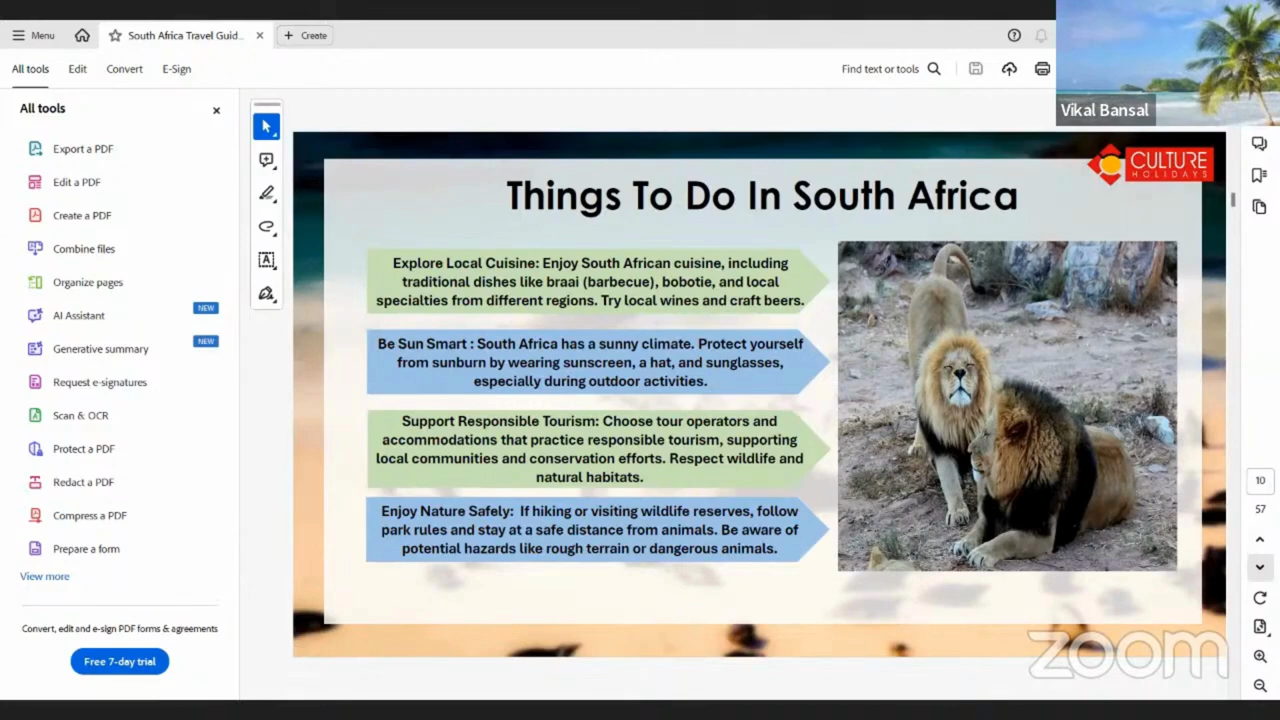 Menu
South Africa Travel Guid...
Create
All tools
Edit
Convert
E-Sign
Find text or tools
Vikal Bansal
All tools
Export a PDF
Edit a PDF
Create a PDF
Combine files
Organize pages
AI Assistant
NEW
Generative summary
NEW
Request e-signatures
Scan & OCR
Protect a PDF
Redact a PDF
Compress a PDF
Prepare a form
View more
Convert, edit and e-sign PDF forms & agreements
Free 7-day trial
CULTURE
HOLIDAYS
Things To Do In South Africa
Explore Local Cuisine: Enjoy South African cuisine, including
traditional dishes like braai (barbecue), bobotie, and local
specialties from different regions. Try local wines and craft beers.
Be Sun Smart : South Africa has a sunny climate. Protect yourself
from sunburn by wearing sunscreen, a hat, and sunglasses,
especially during outdoor activities.
Support Responsible Tourism: Choose tour operators and
accommodations that practice responsible tourism, supporting
local communities and conservation efforts. Respect wildlife and
natural habitats.
Enjoy Nature Safely: If hiking or visiting wildlife reserves, follow
park rules and stay at a safe distance from animals. Be aware of
potential hazards like rough terrain or dangerous animals.
10
57
zoom